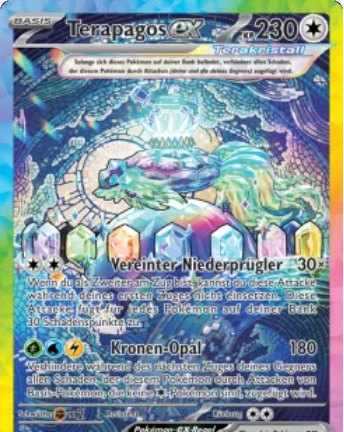 BASIS Terapagos ex KP 230
Terakristall
Solange sich dieses Pokémon auf deiner Bank befindet, verhindere allen Schaden,
der diesem Pokémon durch Attacken (deine und die deines Gegners) zugefügt wird.
Vereinter Niederprügler 30×
Wenn du als Zweiter am Zug bist, kannst du diese Attacke
während deines ersten Zuges nicht einsetzen. Diese
Attacke fügt für jedes Pokémon auf deiner Bank
30 Schadenspunkte zu.
Kronen-Opal 180
Verhindere während des nächsten Zuges deines Gegners
allen Schaden, der diesem Pokémon durch Attacken von
Basis-Pokémon, die keine -Pokémon sind, zugefügt wird.
Schwäche ×2 Resistenz Rückzug
Pokémon-ex-Regel